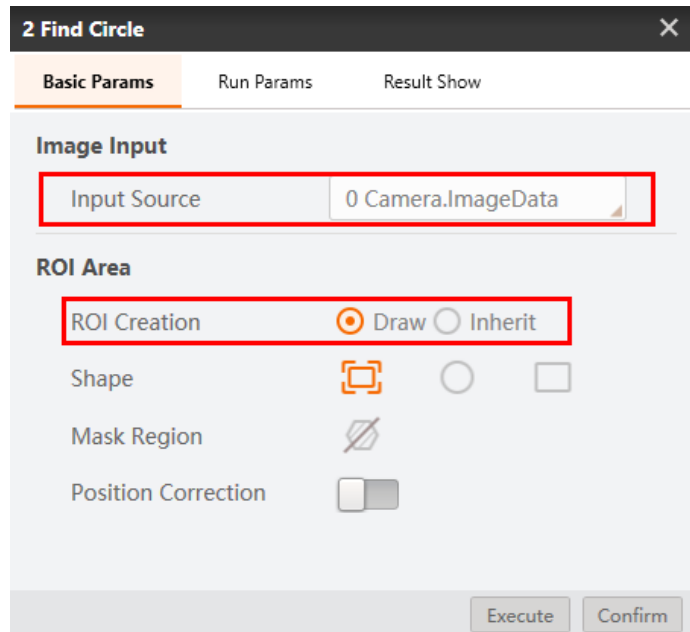 2 Find Circle
Basic Params Run Params Result Show
Image Input
Input Source 0 Camera.ImageData
ROI Area
ROI Creation Draw Inherit
Shape
Mask Region
Position Correction
Execute Confirm